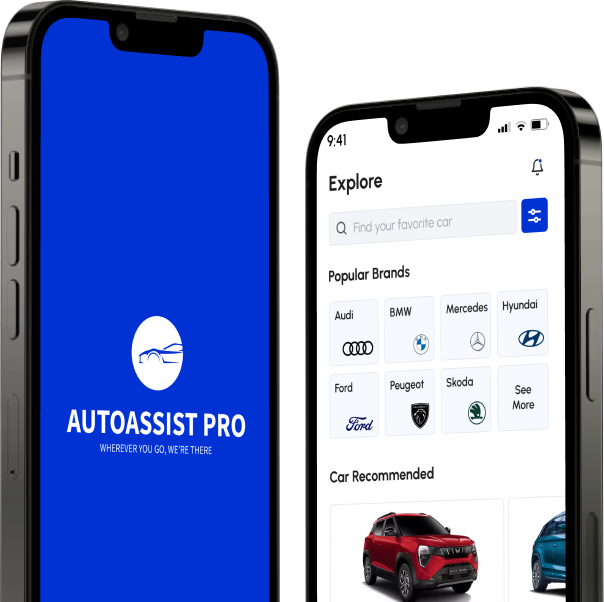 AUTOASSIST PRO
WHEREVER YOU GO, WE'RE THERE
9:41
Explore
Find your favorite car
Popular Brands
Audi
BMW
Mercedes
Hyundai
Ford
Peugeot
Skoda
See
More
Ford
Car Recommended